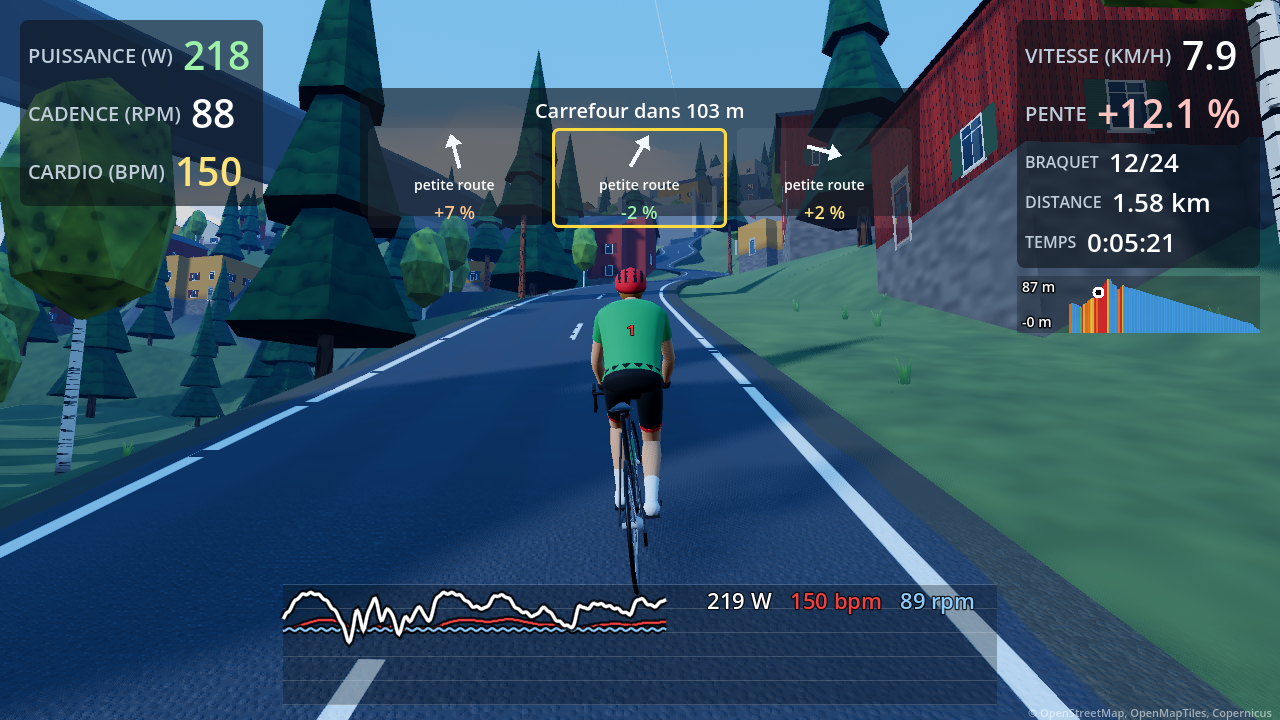 PUISSANCE (W) 218
CADENCE (RPM) 88
CARDIO (BPM) 150
Carrefour dans 103 m
petite route
+7 %
petite route
-2 %
petite route
+2 %
VITESSE (KM/H) 7.9
PENTE +12.1 %
BRAQUET 12/24
DISTANCE 1.58 km
TEMPS 0:05:21
87 m
-0 m
1
219 W 150 bpm 89 rpm
© OpenStreetMap, OpenMapTiles, Copernicus